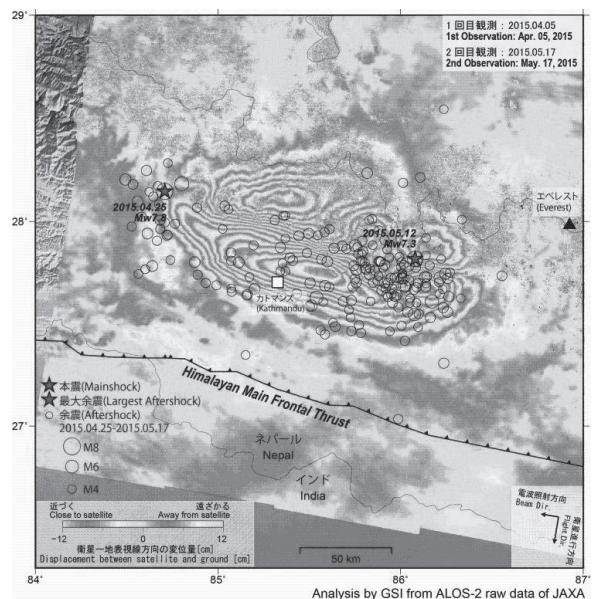 1 回目観測：2015.04.05
1st Observation: Apr. 05, 2015
2 回目観測：2015.05.17
2nd Observation: May. 17, 2015
29°
28°
27°
2015.04.25
Mw7.8
2015.05.12
Mw7.3
エベレスト
(Everest)
カトマンズ
(Kathmandu)
Himalayan Main Frontal Thrust
本震(Mainshock)
最大余震(Largest Aftershock)
余震(Aftershock)
2015.04.25-2015.05.17
M8
M6
M4
ネパール
Nepal
インド
India
近づく 遠ざかる
Close to satellite Away from satellite
−12 0 12
衛星－地表視線方向の変位量[cm]
Displacement between satellite and ground [cm]
50 km
電波照射方向
Beam Dir.
衛星進行方向
Flight Dir.
84° 85° 86° 87°
Analysis by GSI from ALOS-2 raw data of JAXA